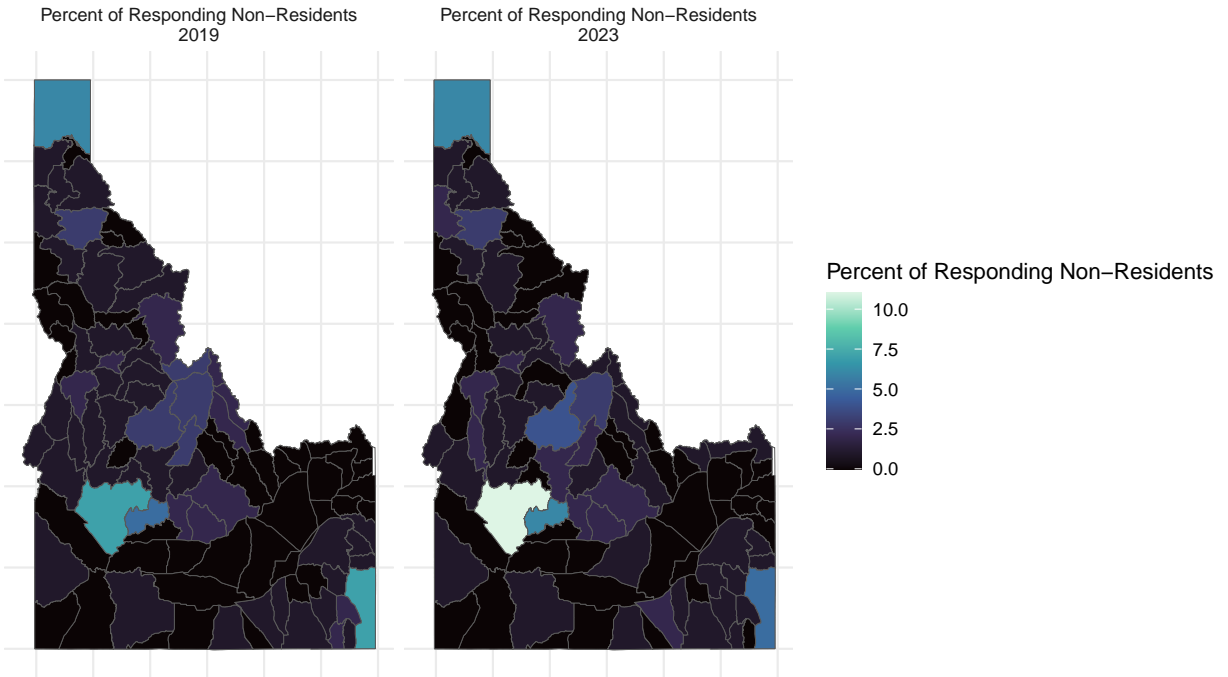 Percent of Responding Non−Residents
2019
Percent of Responding Non−Residents
2023
Percent of Responding Non−Residents
10.0
7.5
5.0
2.5
0.0